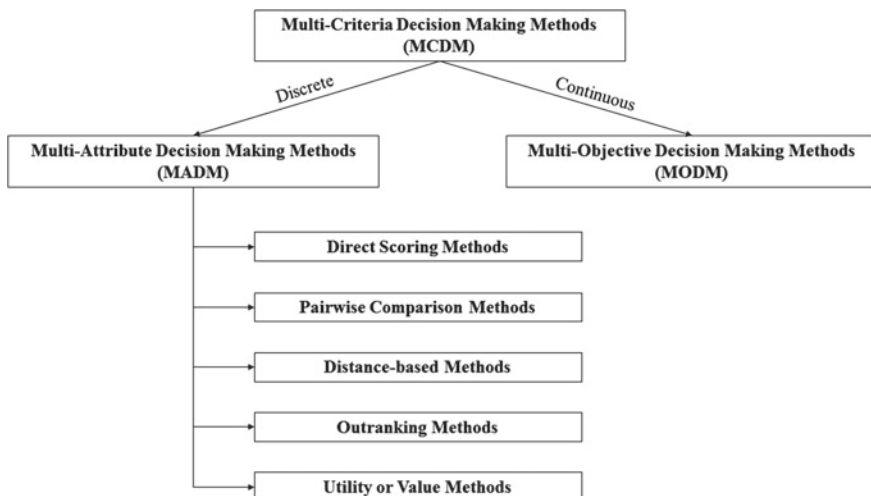 Multi-Criteria Decision Making Methods
(MCDM)
Discrete
Continuous
Multi-Attribute Decision Making Methods
(MADM)
Multi-Objective Decision Making Methods
(MODM)
Direct Scoring Methods
Pairwise Comparison Methods
Distance-based Methods
Outranking Methods
Utility or Value Methods